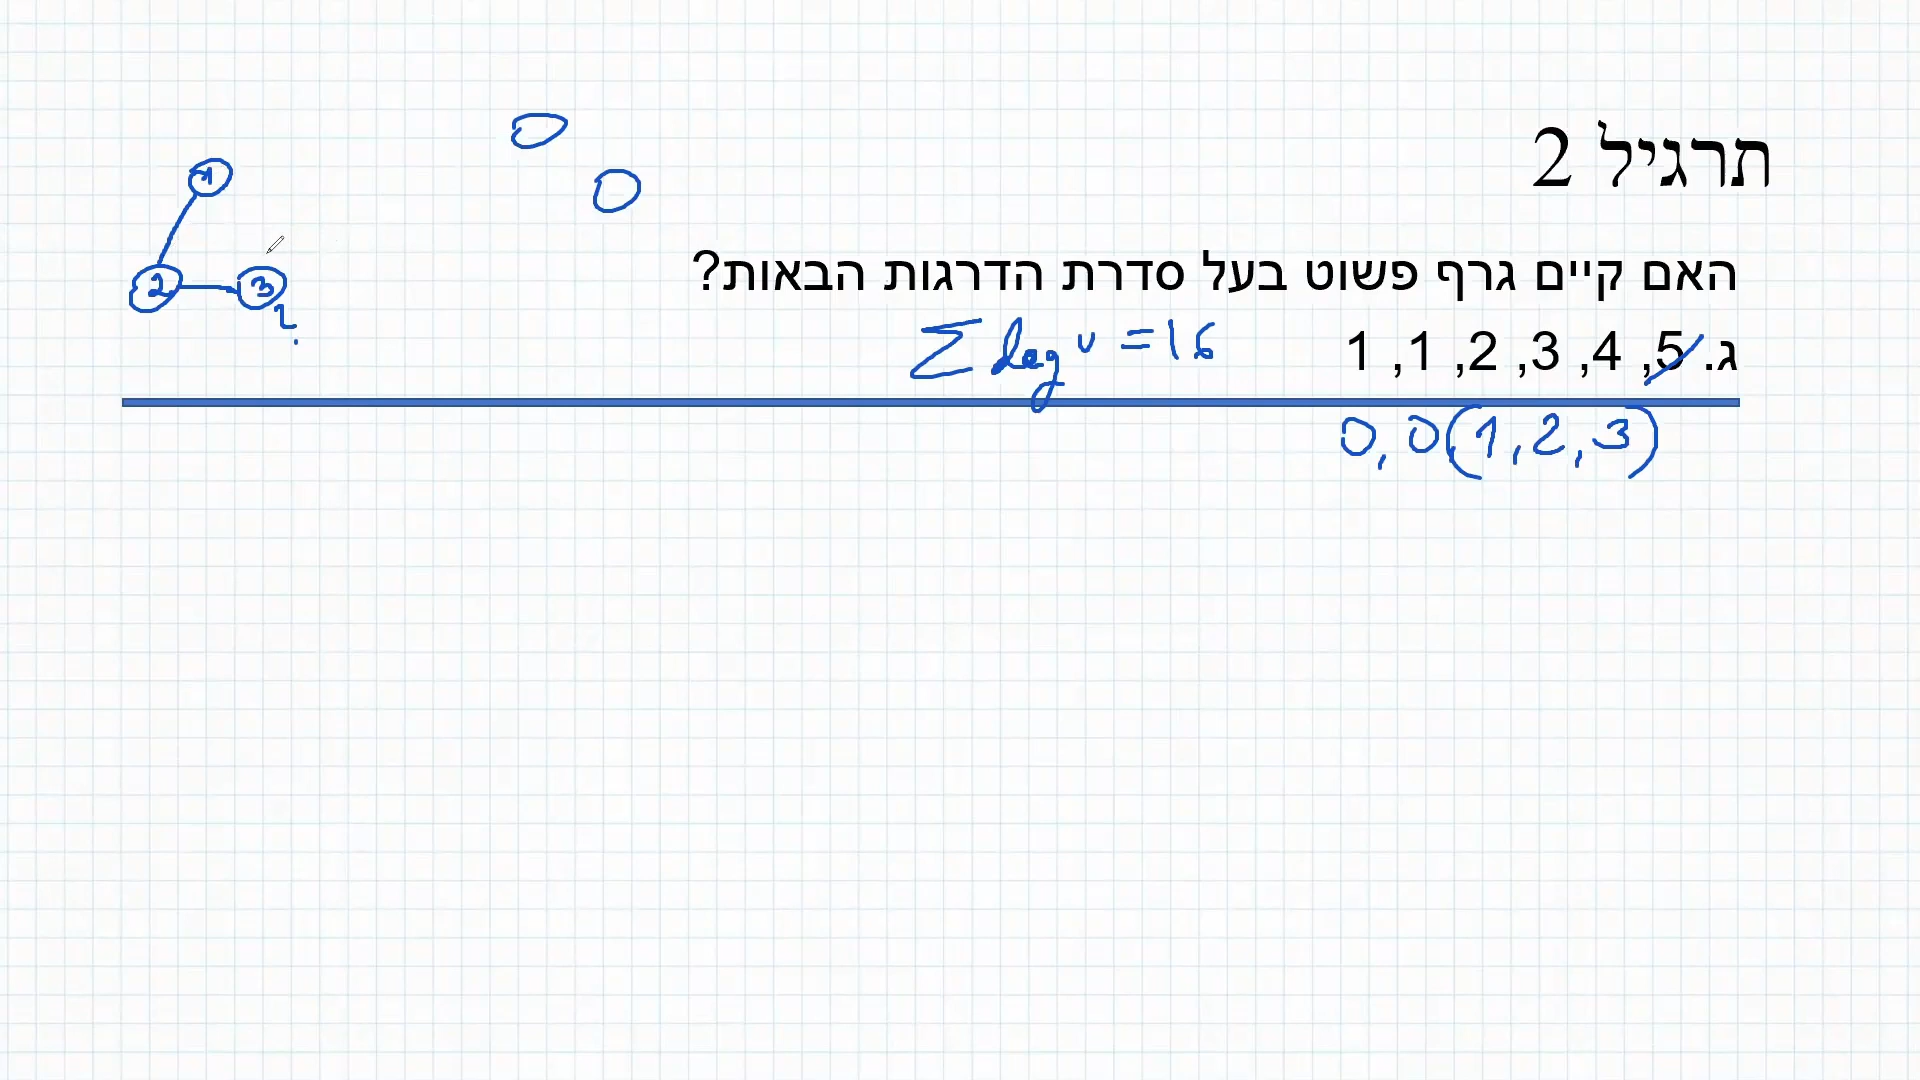 תרגיל 2
האם קיים גרף פשוט בעל סדרת הדרגות הבאות?
ג. 5, 4, 3, 2, 1, 1
∑ deg v = 16
0, 0(1, 2, 3)
1
2
3